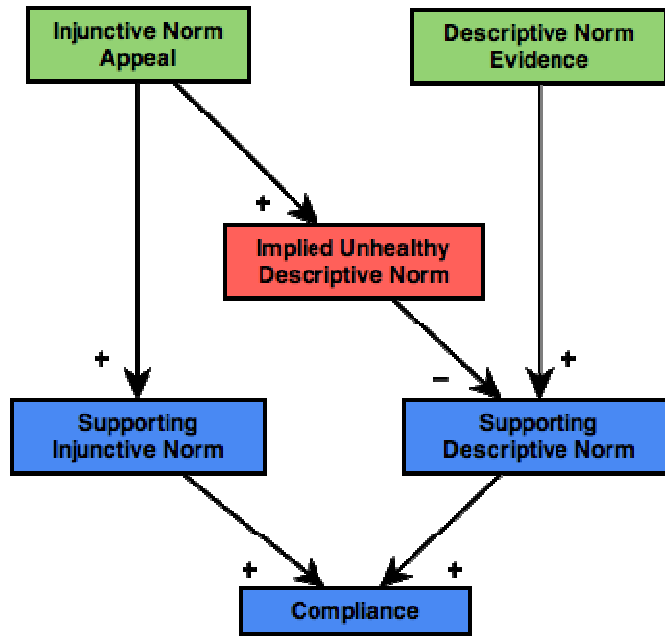 Injunctive Norm
Appeal
Descriptive Norm
Evidence
+
Implied Unhealthy
Descriptive Norm
+
–
+
Supporting
Injunctive Norm
Supporting
Descriptive Norm
+
+
Compliance